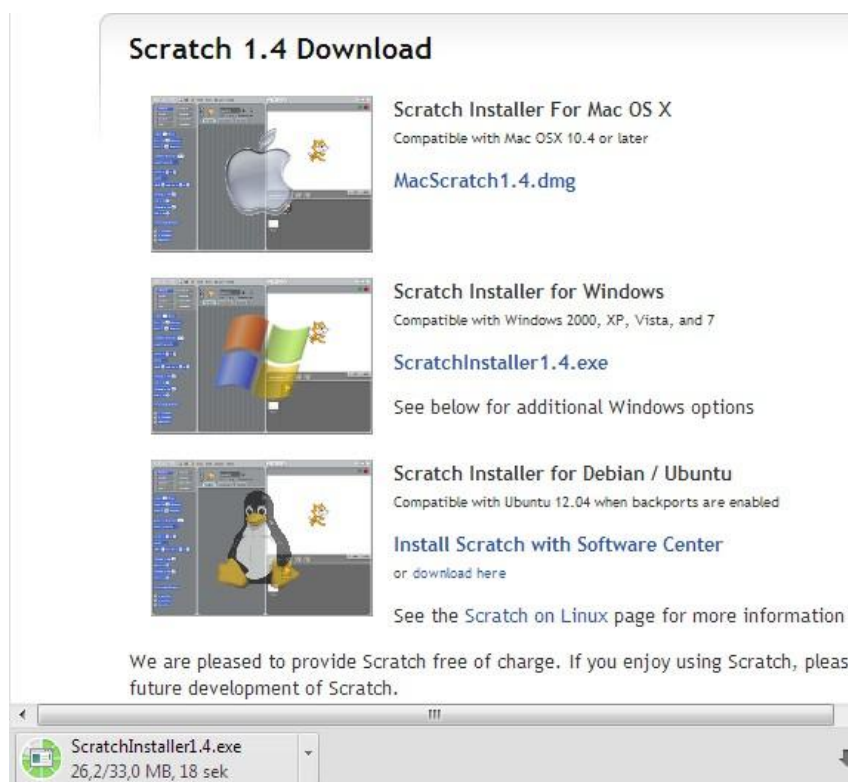 Scratch 1.4 Download
Scratch Installer For Mac OS X
Compatible with Mac OSX 10.4 or later
MacScratch1.4.dmg
Scratch Installer for Windows
Compatible with Windows 2000, XP, Vista, and 7
ScratchInstaller1.4.exe
See below for additional Windows options
Scratch Installer for Debian / Ubuntu
Compatible with Ubuntu 12.04 when backports are enabled
Install Scratch with Software Center
or download here
See the Scratch on Linux page for more information
We are pleased to provide Scratch free of charge. If you enjoy using Scratch, pleas
future development of Scratch.
ScratchInstaller1.4.exe
26,2/33,0 MB, 18 sek